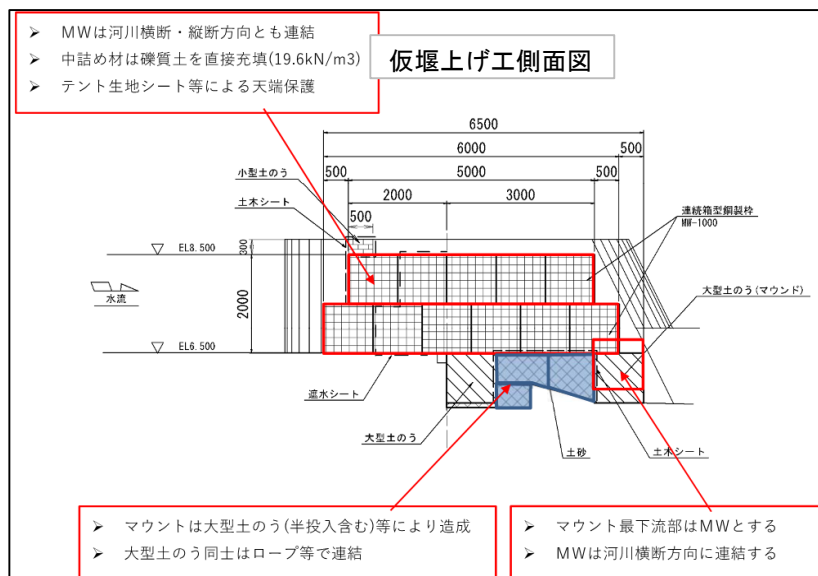 ➢ MWは河川横断・縦断方向とも連結
➢ 中詰め材は礫質土を直接充填(19.6kN/m3)
➢ テント生地シート等による天端保護
仮堰上げ工側面図
6500
6000
500
500
5000
500
小型土のう
2000
3000
土木シート
500
連続箱型鋼製枠
MW-1000
EL8.500
300
大型土のう(マウンド)
水流
2000
EL6.500
遮水シート
大型土のう
土砂
土木シート
➢ マウントは大型土のう(半投入含む)等により造成
➢ 大型土のう同士はロープ等で連結
➢ マウント最下流部はMWとする
➢ MWは河川横断方向に連結する